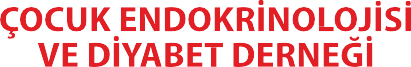 ÇOCUK ENDOKRİNOLOJİSİ
VE DİYABET DERNEĞİ